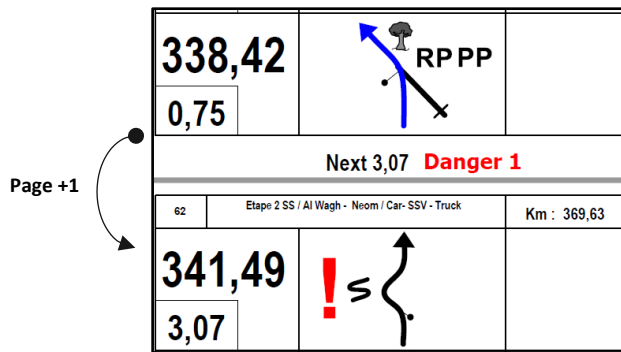 338,42
RP PP
0,75
Next 3,07 Danger 1
Page +1
62 Etape 2 SS / Al Wagh - Neom / Car- SSV - Truck Km : 369,63
341,49
! S
3,07